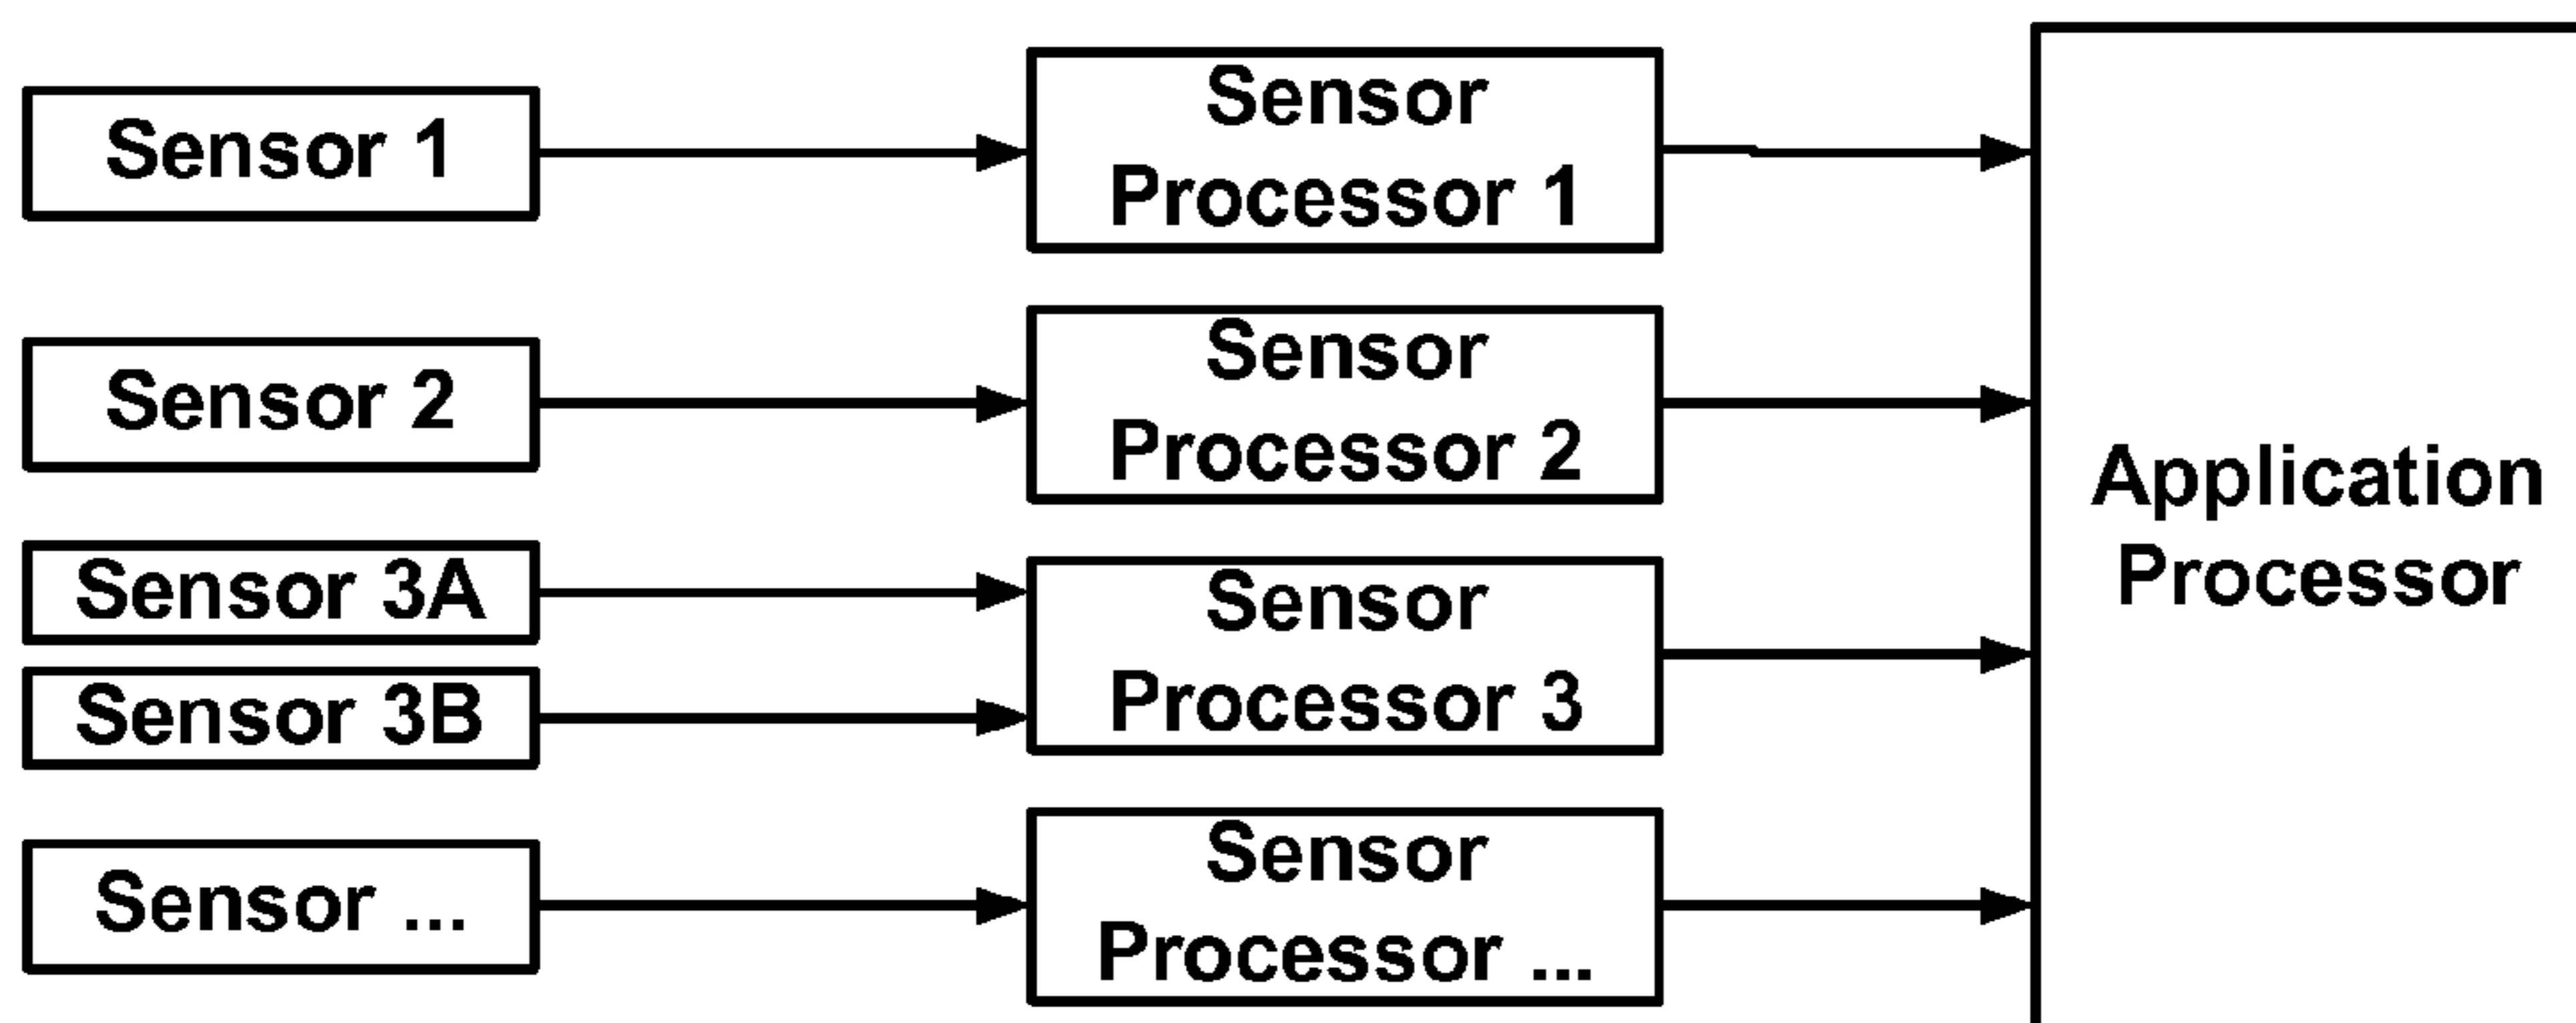 Sensor 1
Sensor
Processor 1
Sensor 2
Sensor
Processor 2
Sensor 3A
Sensor 3B
Sensor
Processor 3
Sensor ...
Sensor
Processor ...
Application
Processor